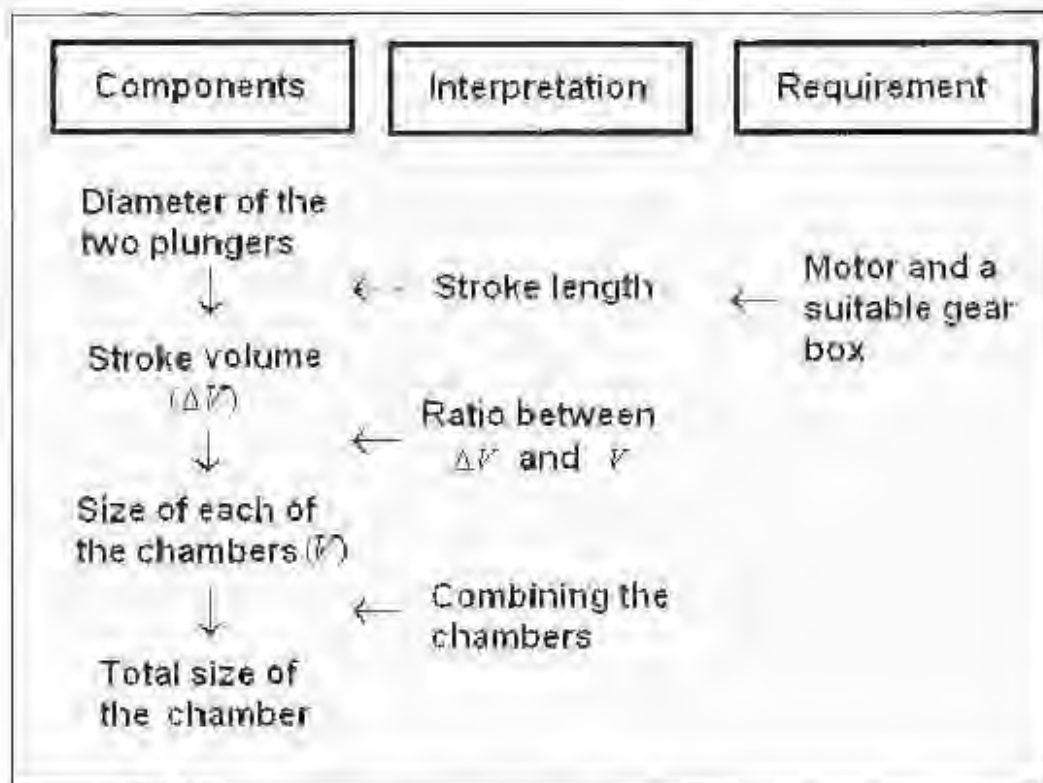 Components
Interpretation
Requirement
Diameter of the
two plungers
Stroke length
Motor and a
suitable gear
box
Stroke volume
(ΔV)
Ratio between
ΔV and V
Size of each of
the chambers (V)
Combining the
chambers
Total size of
the chamber